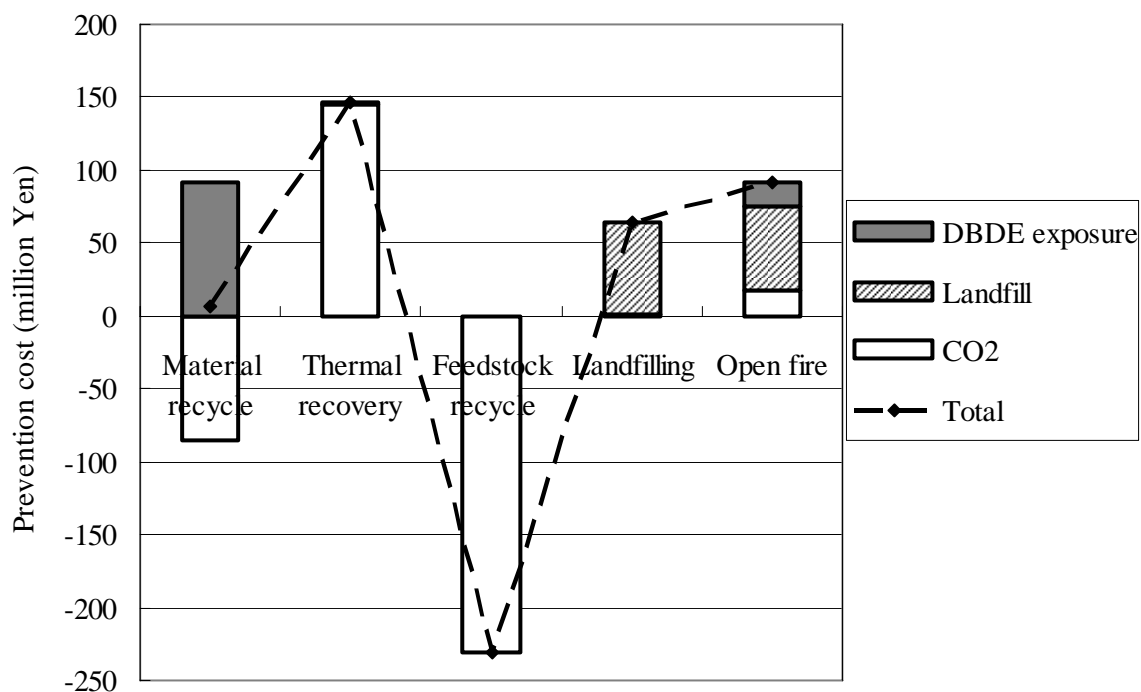 200
150
100
50
0
-50
-100
-150
-200
-250
Prevention cost (million Yen)
Material
recycle
Thermal
recovery
Feedstock
recycle
Landfilling
Open fire
DBDE exposure
Landfill
CO2
Total